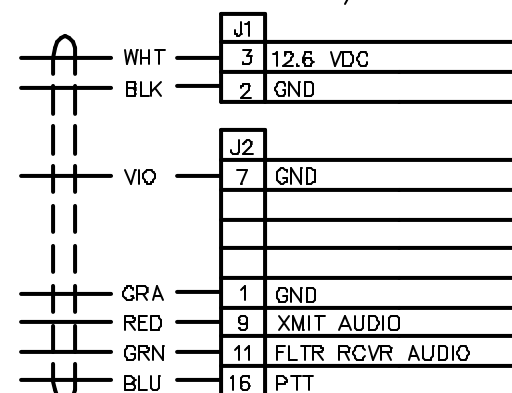 J1
WHT 3 12.6 VDC
BLK 2 GND
J2
VIO 7 GND
GRA 1 GND
RED 9 XMIT AUDIO
GRN 11 FLTR RCVR AUDIO
BLU 16 PTT